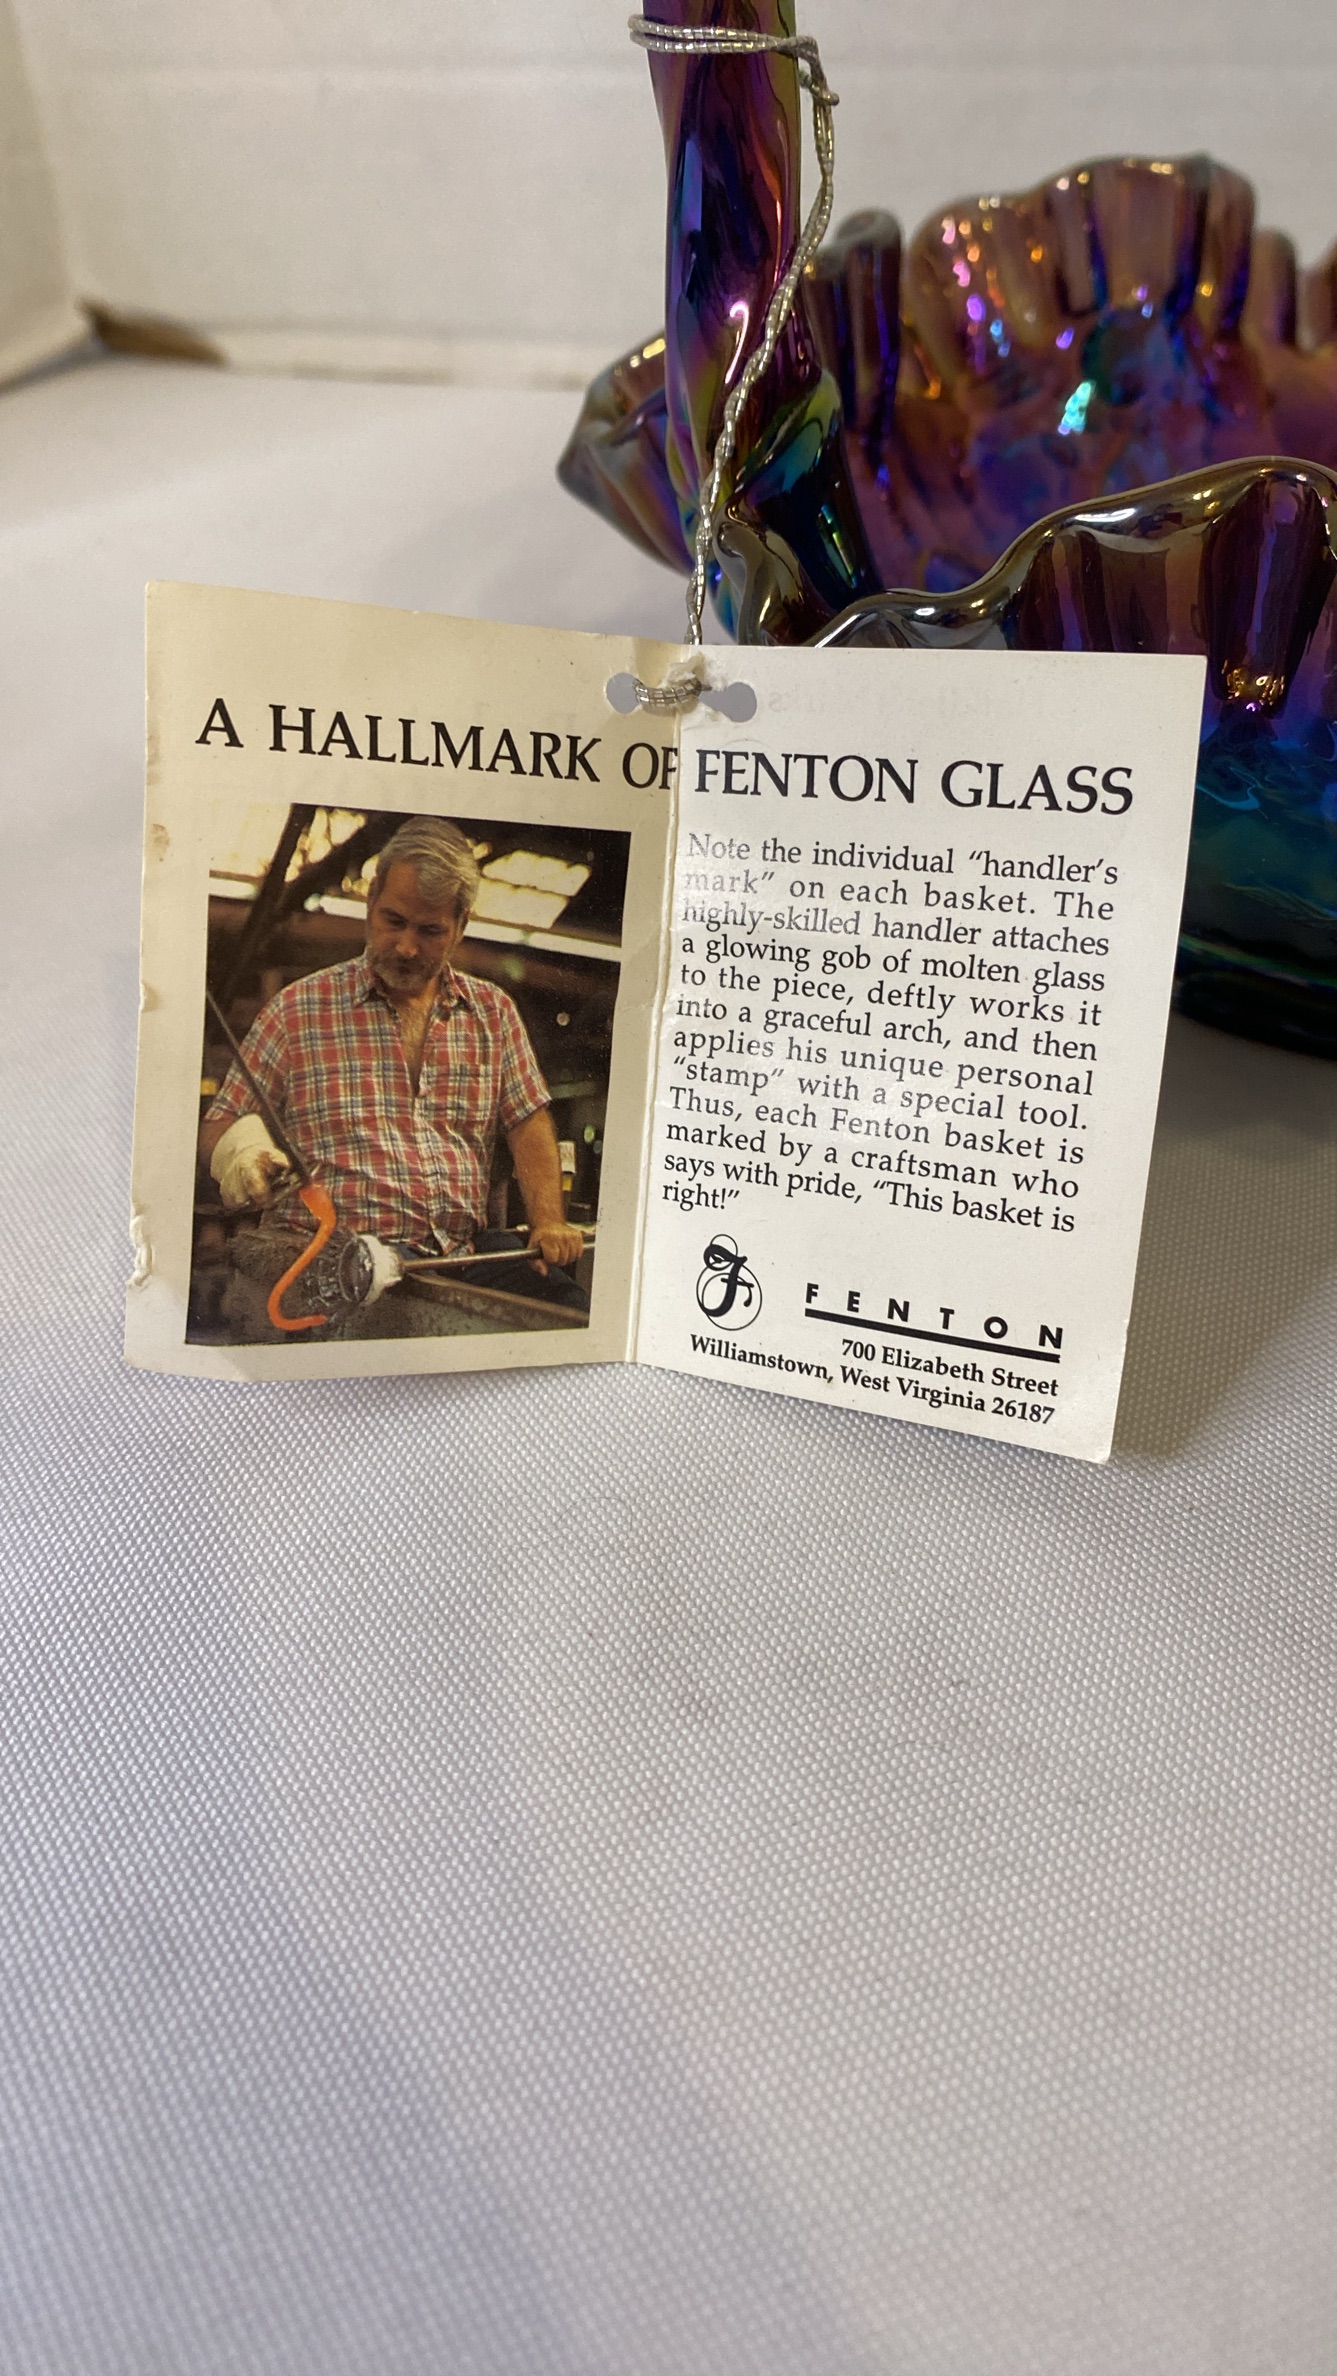 A HALLMARK OF FENTON GLASS
Note the individual "handler's
mark" on each basket. The
highly-skilled handler attaches
a glowing gob of molten glass
to the piece, deftly works it
into a graceful arch, and then
applies his unique personal
"stamp" with a special tool.
Thus, each Fenton basket is
marked by a craftsman who
says with pride, "This basket is
right!"
F
FENTON
700 Elizabeth Street
Williamstown, West Virginia 26187